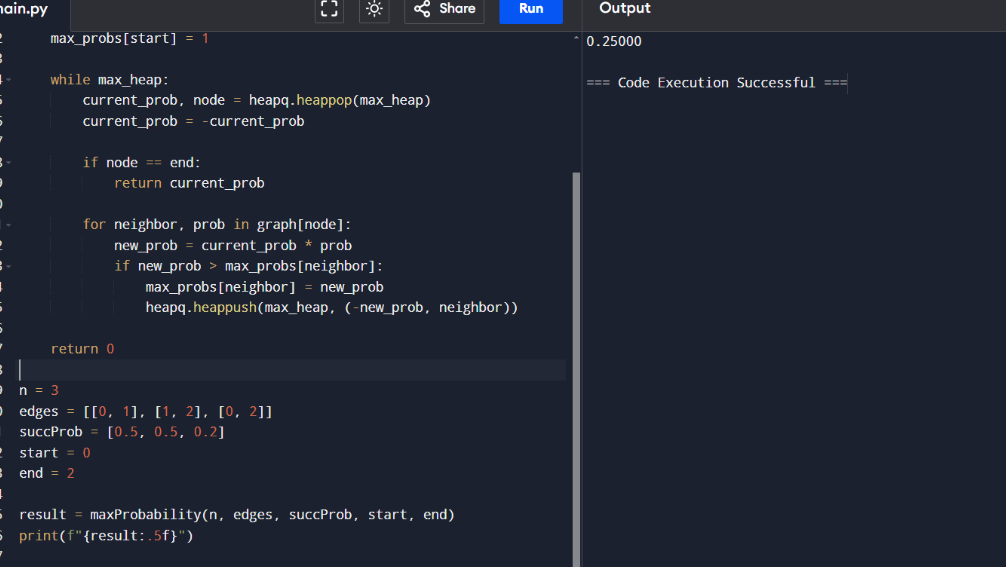 main.py
Share
Run
Output
max_probs[start] = 1
while max_heap:
current_prob, node = heapq.heappop(max_heap)
current_prob = -current_prob
if node == end:
return current_prob
for neighbor, prob in graph[node]:
new_prob = current_prob * prob
if new_prob > max_probs[neighbor]:
max_probs[neighbor] = new_prob
heapq.heappush(max_heap, (-new_prob, neighbor))
return 0
n = 3
edges = [[0, 1], [1, 2], [0, 2]]
succProb = [0.5, 0.5, 0.2]
start = 0
end = 2
result = maxProbability(n, edges, succProb, start, end)
print(f"{result:.5f}")
0.25000
=== Code Execution Successful ===